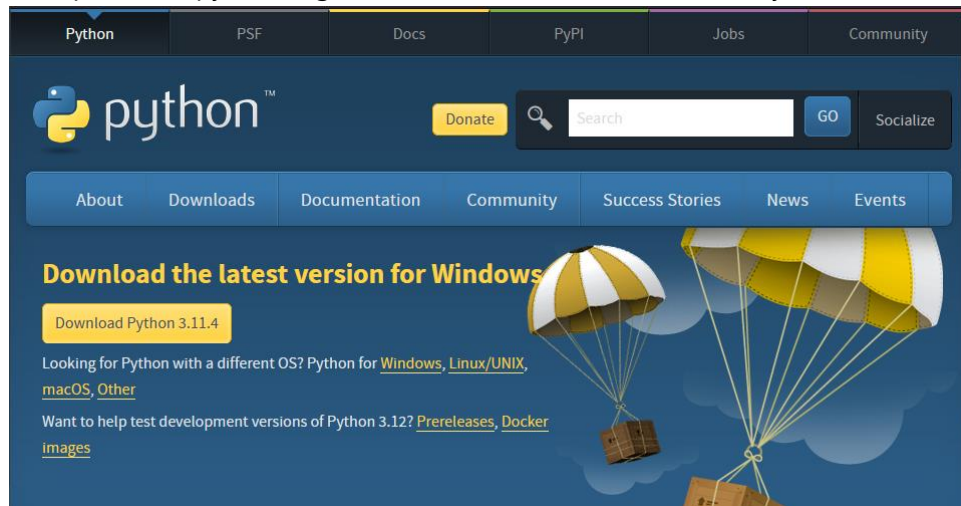 Python PSF Docs PyPI Jobs Community
python™
Donate Search GO Socialize
About Downloads Documentation Community Success Stories News Events
Download the latest version for Windows
Download Python 3.11.4
Looking for Python with a different OS? Python for Windows, Linux/UNIX,
macOS, Other
Want to help test development versions of Python 3.12? Prereleases, Docker
images